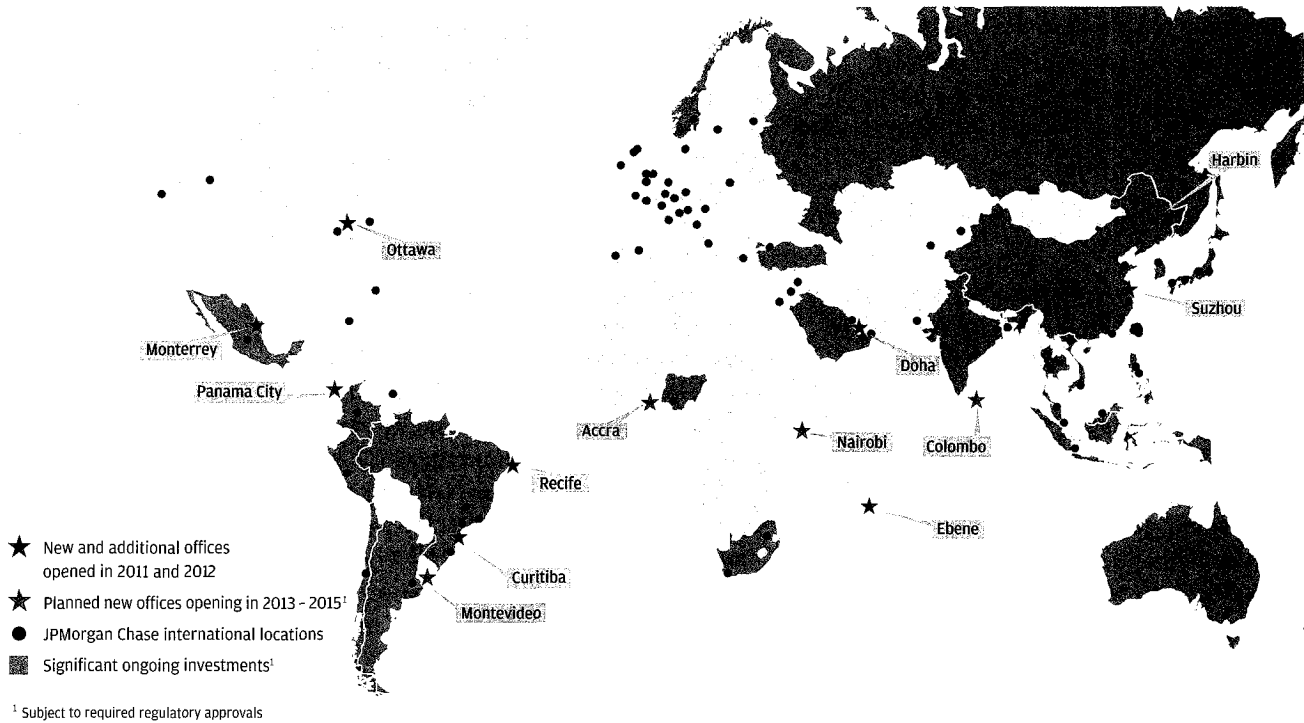 Harbin
Ottawa
Suzhou
Monterrey
Doha
Panama City
Accra
Nairobi
Colombo
Recife
Ebene
New and additional offices
opened in 2011 and 2012
Curitiba
Planned new offices opening in 2013 - 2015¹
Montevideo
JPMorgan Chase international locations
Significant ongoing investments¹
¹ Subject to required regulatory approvals